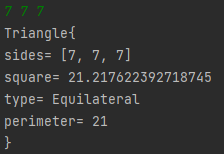 7 7 7
Triangle{
sides= [7, 7, 7]
square= 21.217622392718745
type= Equilateral
perimeter= 21
}